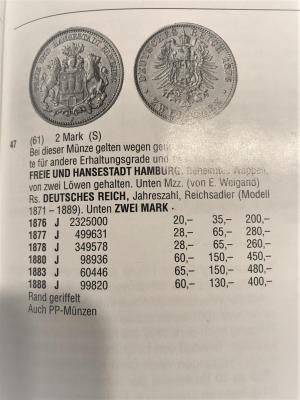 47 (61) 2 Mark (S)
Bei dieser Münze gelten wegen
te für andere Erhaltungsgrade und
FREIE UND HANSESTADT HAMBURG. Wappen,
von zwei Löwen gehalten. Unten Mzz. (von E. Weigand)
Rs. DEUTSCHES REICH, Jahreszahl, Reichsadler (Modell
1871 – 1889). Unten ZWEI MARK .
1876 J 2325000 20,– 35,– 200,–
1877 J 499631 28,– 65,– 280,–
1878 J 349578 28,– 65,– 260,–
1880 J 98936 60,– 150,– 450,–
1883 J 60446 65,– 150,– 480,–
1888 J 99820 60,– 130,– 400,–
Rand geriffelt
Auch PP-Münzen